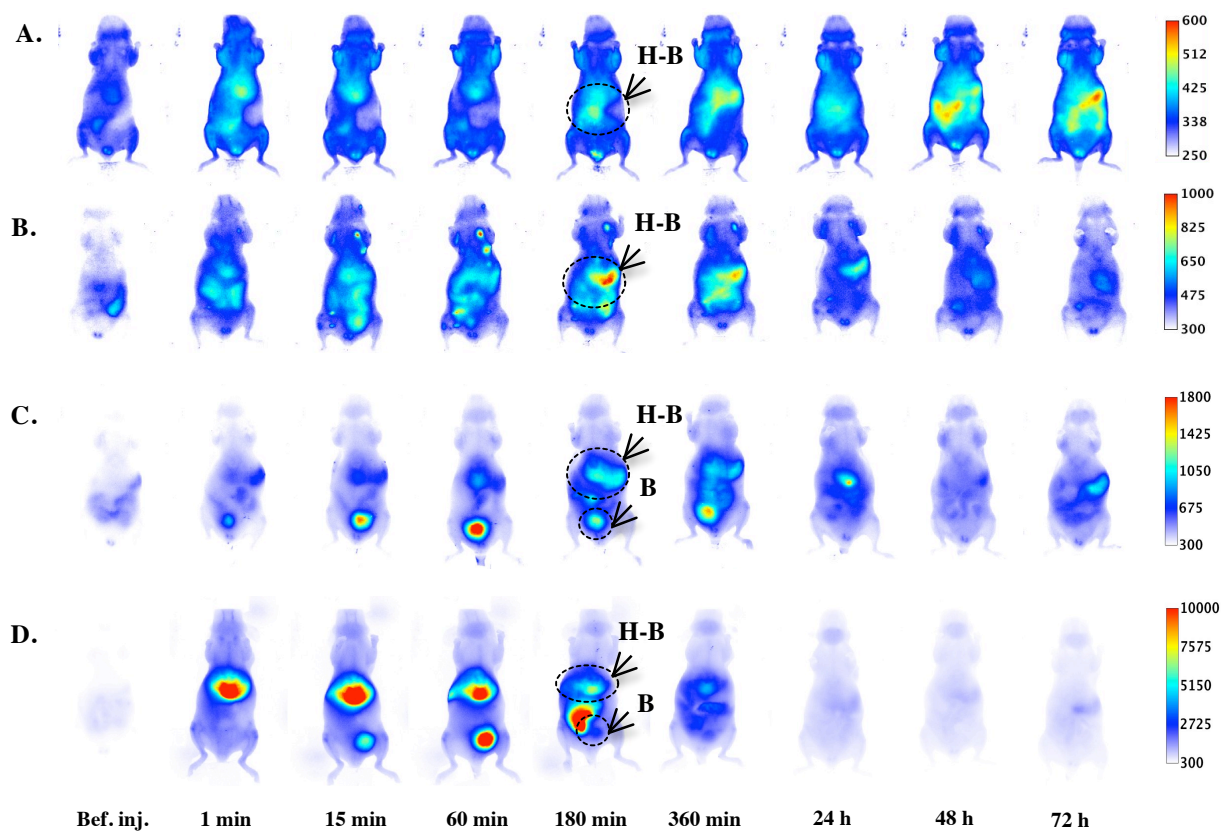 A.
H-B
600
512
425
338
250
B.
H-B
1000
825
650
475
300
C.
H-B
B
1800
1425
1050
675
300
D.
H-B
B
10000
7575
5150
2725
300
Bef. inj. 1 min 15 min 60 min 180 min 360 min 24 h 48 h 72 h